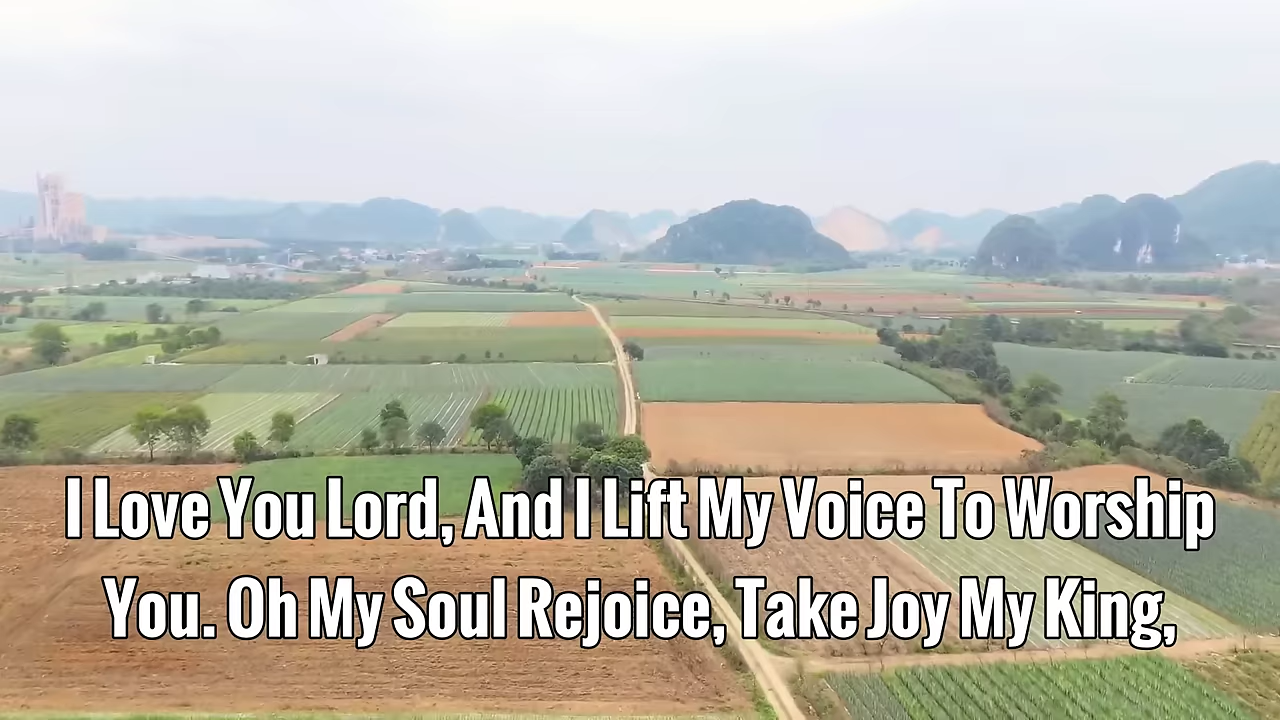 I Love You Lord, And I Lift My Voice To Worship
You. Oh My Soul Rejoice, Take Joy My King,